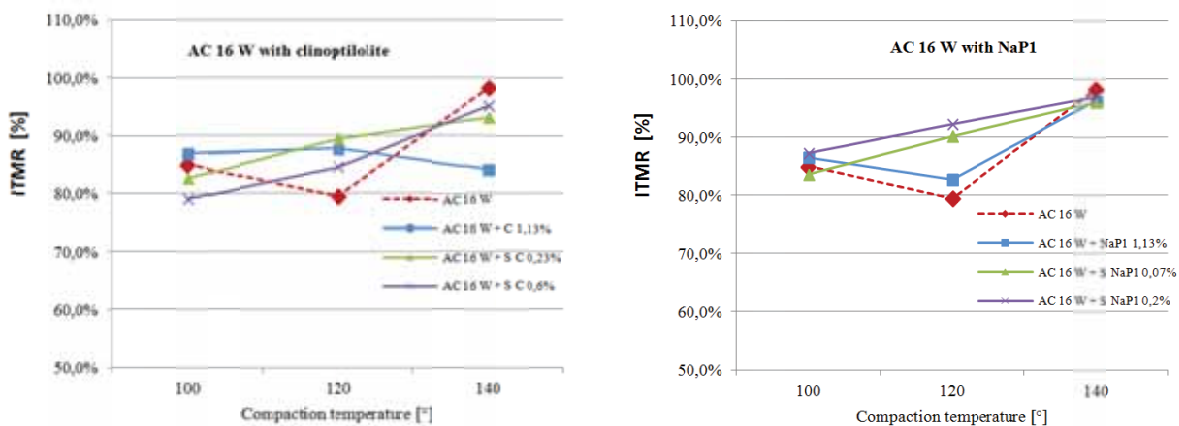 110,0%
AC 16 W with clinoptilolite
100,0%
90,0%
80,0%
70,0%
60,0%
50,0%
ITMR [%]
AC16 W
AC16 W + C 1,13%
AC16 W + S C 0,23%
AC16 W + S C 0,6%
100
120
140
Compaction temperature [°]
110,0%
AC 16 W with NaP1
100,0%
90,0%
80,0%
70,0%
60,0%
50,0%
ITMR [%]
AC 16 W
AC 16 W + NaP1 1,13%
AC 16 W + S NaP1 0,07%
AC 16 W + S NaP1 0,2%
100
120
140
Compaction temperature [°]